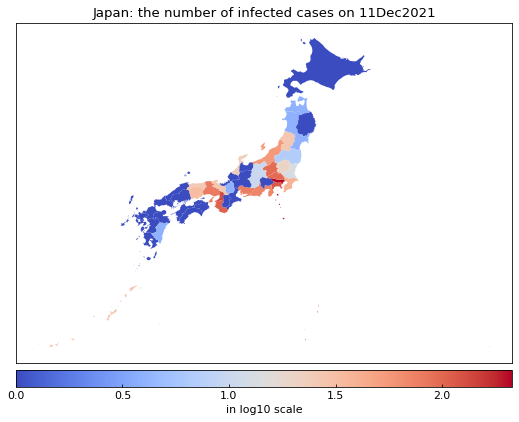 Japan: the number of infected cases on 11Dec2021
0.0 0.5 1.0 1.5 2.0
in log10 scale